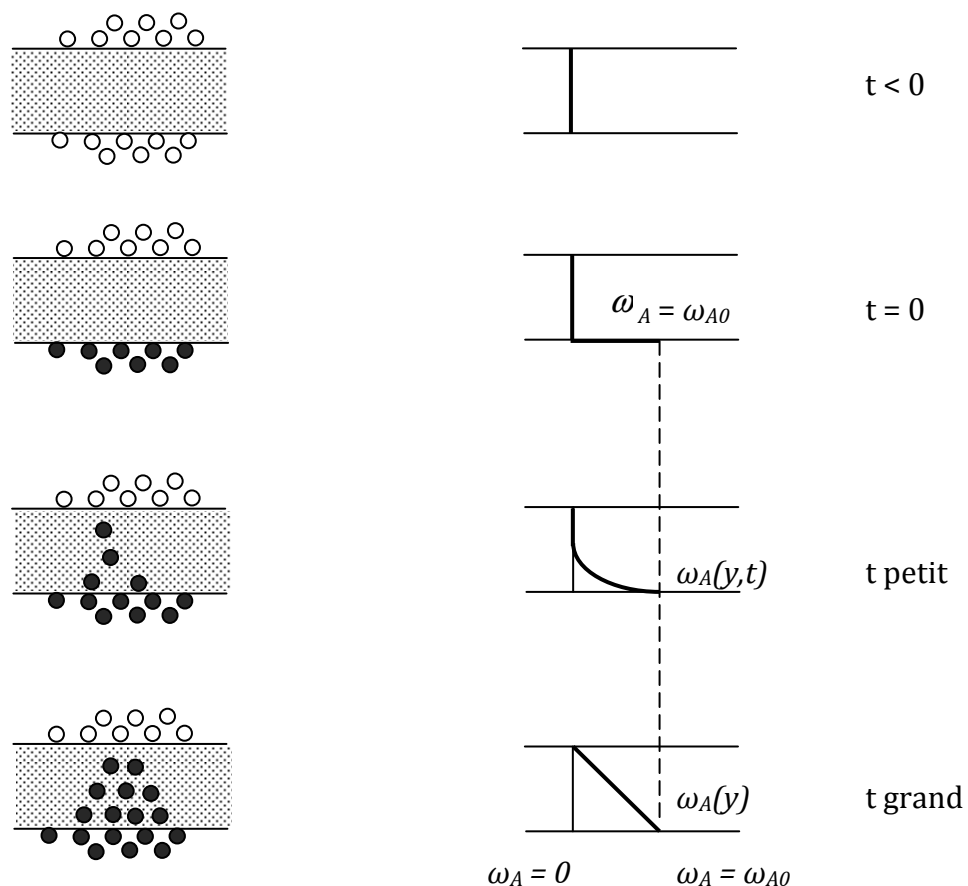 t < 0
ω_A = ω_A0
t = 0
ω_A(y,t)
t petit
ω_A(y)
t grand
ω_A = 0
ω_A = ω_A0